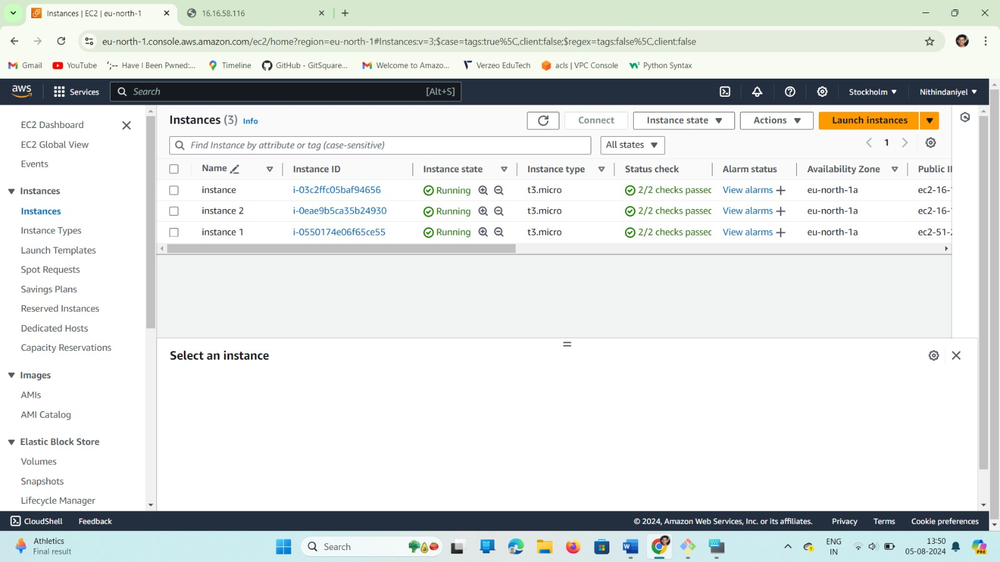 Instances | EC2 | eu-north-1
16.16.58.116
eu-north-1.console.aws.amazon.com/ec2/home?region=eu-north-1#Instances:v=3;$case=tags:true%5C,client:false;$regex=tags:false%5C,client:false
Gmail YouTube Have I Been Pwned:... Timeline GitHub - GitSquare... Welcome to Amazo... Verzeo EduTech acls | VPC Console Python Syntax
aws Services Search [Alt+S] Stockholm Nithindaniyel
EC2 Dashboard
EC2 Global View
Events
Instances
Instances
Instance Types
Launch Templates
Spot Requests
Savings Plans
Reserved Instances
Dedicated Hosts
Capacity Reservations
Images
AMIs
AMI Catalog
Elastic Block Store
Volumes
Snapshots
Lifecycle Manager
Instances (3) Info Connect Instance state Actions Launch instances
Find Instance by attribute or tag (case-sensitive) All states 1
Name Instance ID Instance state Instance type Status check Alarm status Availability Zone Public I
instance i-03c2ffc05baf94656 Running t3.micro 2/2 checks passed View alarms + eu-north-1a ec2-16-
instance 2 i-0eae9b5ca35b24930 Running t3.micro 2/2 checks passed View alarms + eu-north-1a ec2-16-
instance 1 i-0550174e06f65ce55 Running t3.micro 2/2 checks passed View alarms + eu-north-1a ec2-51-
Select an instance
CloudShell Feedback © 2024, Amazon Web Services, Inc. or its affiliates. Privacy Terms Cookie preferences
Athletics
Final result
Search
ENG
IN
13:50
05-08-2024